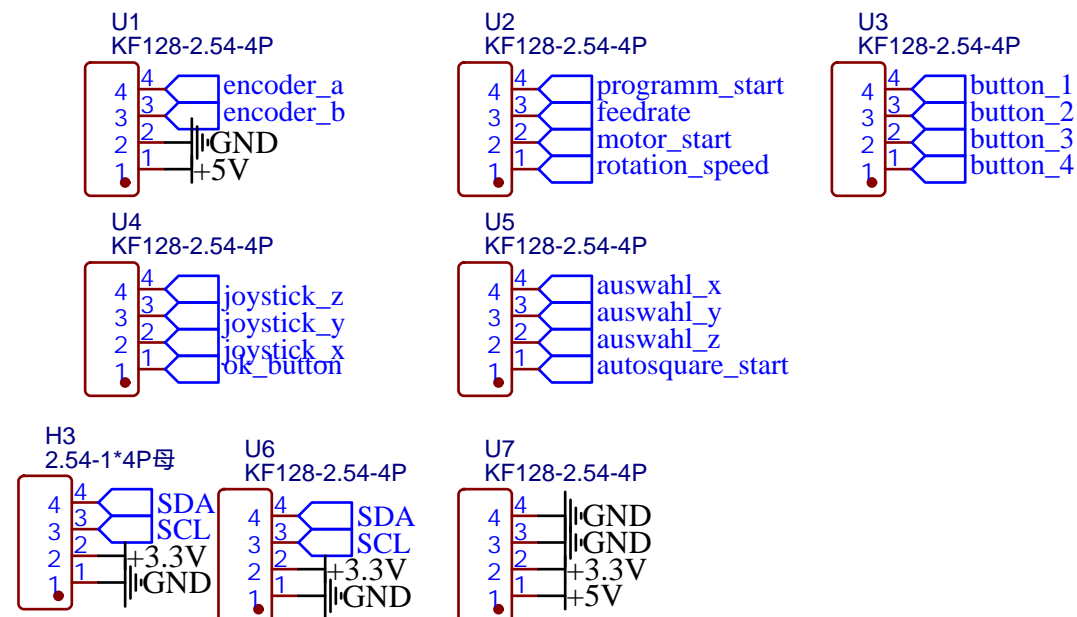 U1
KF128-2.54-4P
4 4 encoder_a
3 3 encoder_b
2 2 GND
1 1 +5V
U2
KF128-2.54-4P
4 4 programm_start
3 3 feedrate
2 2 motor_start
1 1 rotation_speed
U3
KF128-2.54-4P
4 4 button_1
3 3 button_2
2 2 button_3
1 1 button_4
U4
KF128-2.54-4P
4 4 joystick_z
3 3 joystick_y
2 2 joystick_x
1 1 ok_button
U5
KF128-2.54-4P
4 4 auswahl_x
3 3 auswahl_y
2 2 auswahl_z
1 1 autosquare_start
H3
2.54-1*4P母
4 4 SDA
3 3 SCL
2 2 +3.3V
1 1 GND
U6
KF128-2.54-4P
4 4 SDA
3 3 SCL
2 2 +3.3V
1 1 GND
U7
KF128-2.54-4P
4 4 GND
3 3 GND
2 2 +3.3V
1 1 +5V